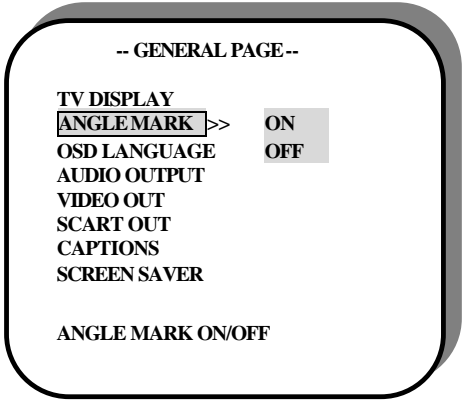 -- GENERAL PAGE --
TV DISPLAY
ANGLE MARK >> ON
OSD LANGUAGE OFF
AUDIO OUTPUT
VIDEO OUT
SCART OUT
CAPTIONS
SCREEN SAVER
ANGLE MARK ON/OFF